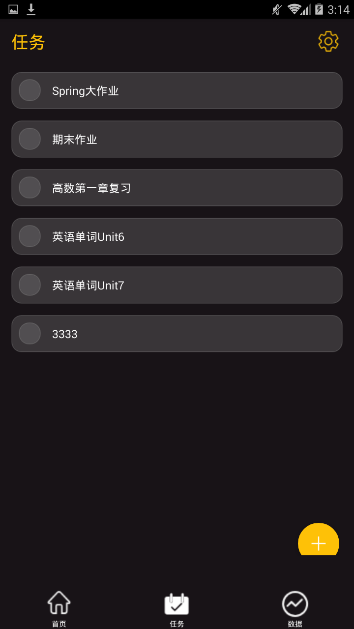 3:14
任务
Spring大作业
期末作业
高数第一章复习
英语单词Unit6
英语单词Unit7
3333
首页
任务
数据